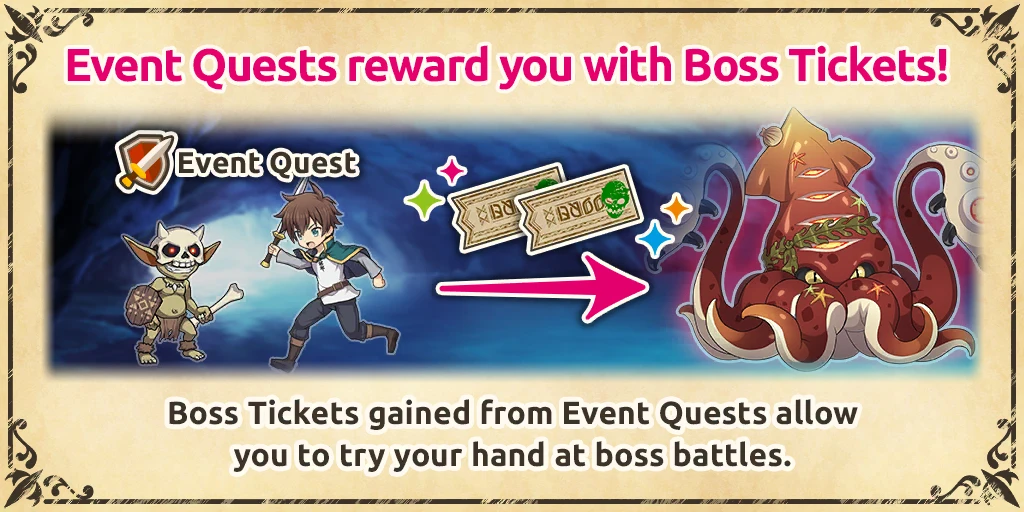 Event Quests reward you with Boss Tickets!
Event Quest
Boss Tickets gained from Event Quests allow
you to try your hand at boss battles.